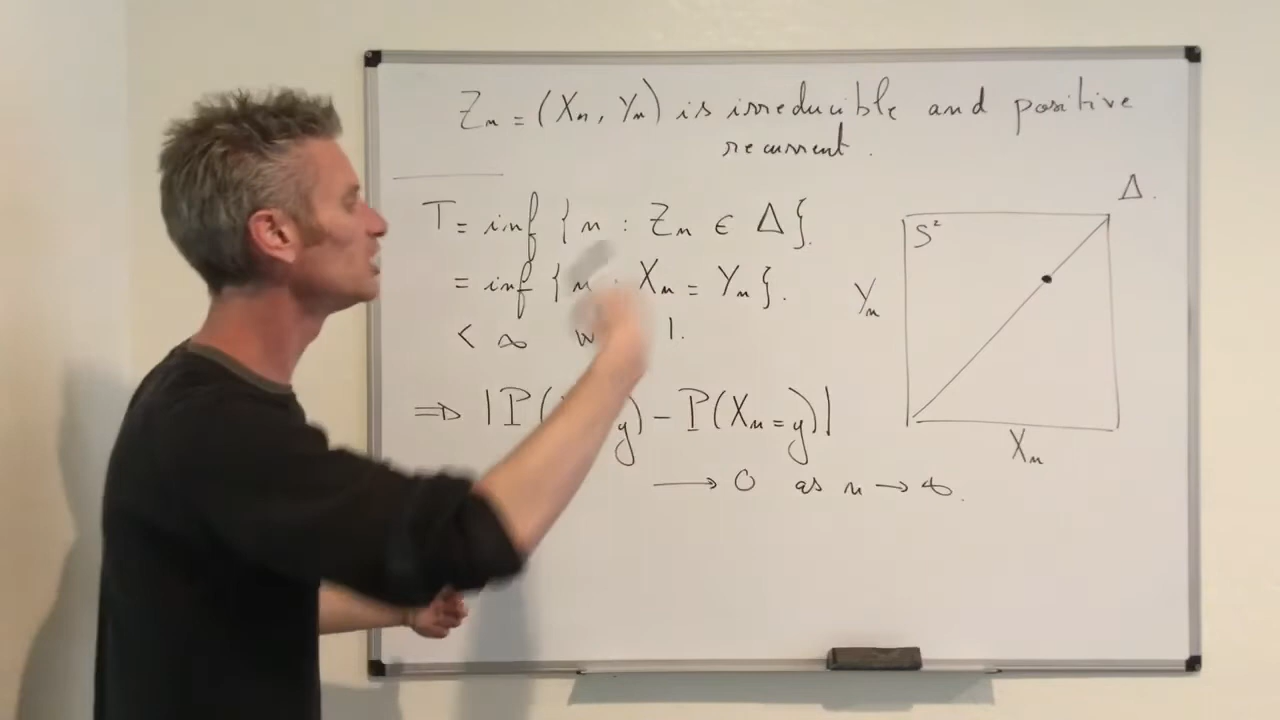 Zₙ = (Xₙ, Yₙ) is irreducible and positive
recurrent.
T = inf {n : Zₙ ∈ Δ}.
= inf {n : Xₙ = Yₙ}.
< ∞ w 1.
⇒ |P( y) − P(Xₙ = y)|
→ 0 as n → ∞.
Δ.
S²
Yₙ
Xₙ